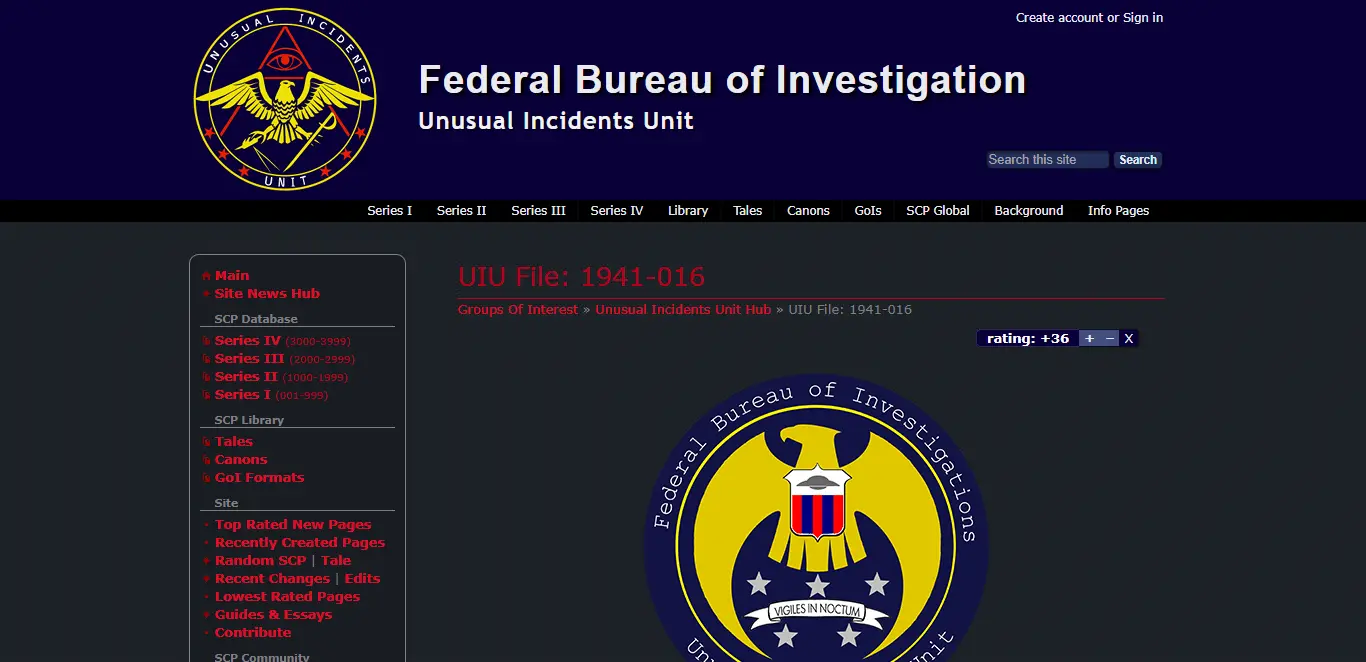 UNUSUAL INCIDENTS
UNIT
Create account or Sign in
Federal Bureau of Investigation
Unusual Incidents Unit
Search this site Search
Series I Series II Series III Series IV Library Tales Canons GoIs SCP Global Background Info Pages
Main
Site News Hub
SCP Database
Series IV (3000-3999)
Series III (2000-2999)
Series II (1000-1999)
Series I (001-999)
SCP Library
Tales
Canons
GoI Formats
Site
Top Rated New Pages
Recently Created Pages
Random SCP | Tale
Recent Changes | Edits
Lowest Rated Pages
Guides & Essays
Contribute
SCP Community
UIU File: 1941-016
Groups Of Interest » Unusual Incidents Unit Hub » UIU File: 1941-016
rating: +36 + − X
Federal Bureau of Investigations
VIGILES IN NOCTUM